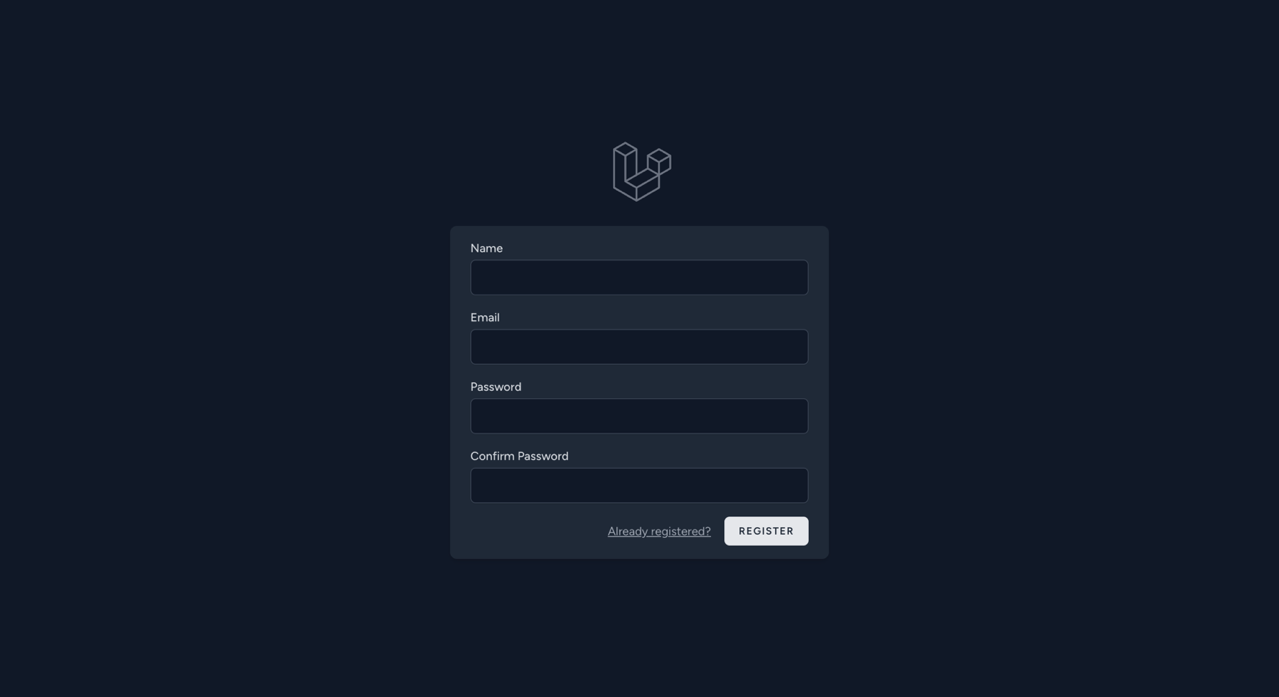 Name
Email
Password
Confirm Password
Already registered? REGISTER